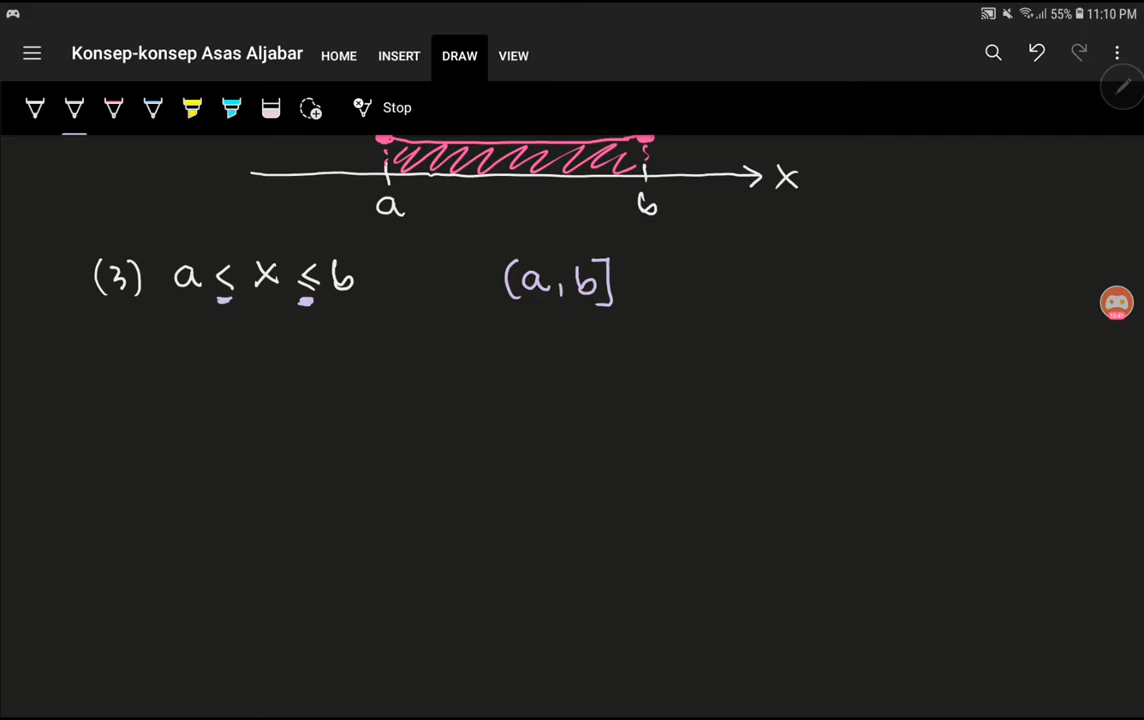 55% 11:10 PM
Konsep-konsep Asas Aljabar HOME INSERT DRAW VIEW
Stop
x
a b
(3) a < x ≤ b (a, b]